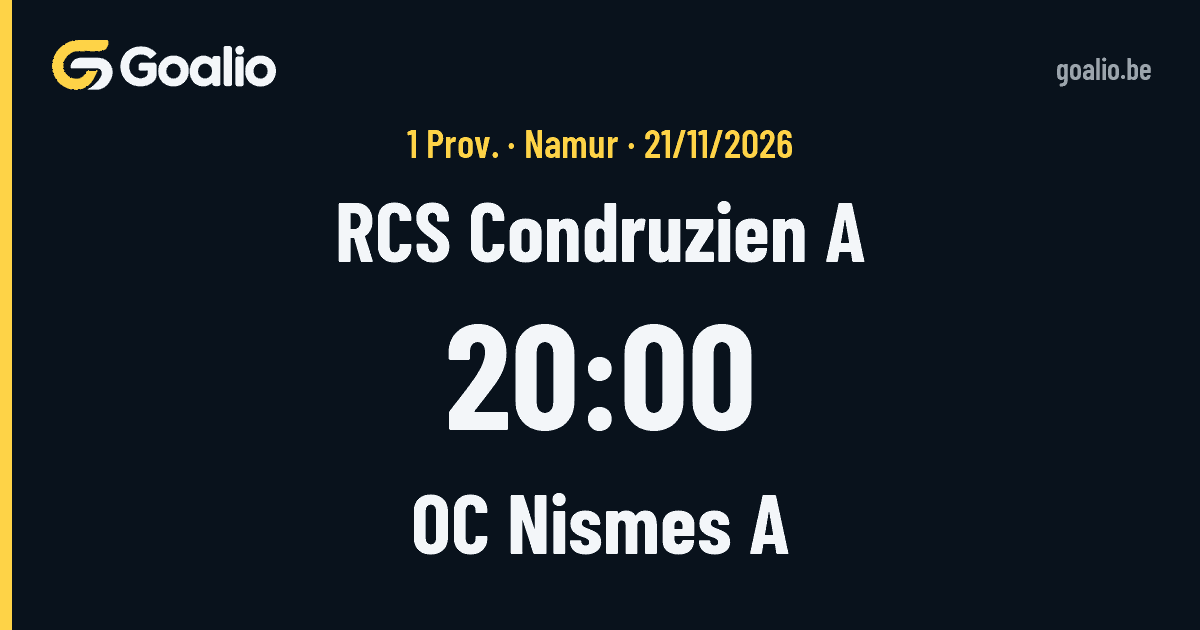 Goalio
goalio.be
1 Prov. · Namur · 21/11/2026
RCS Condruzien A
20:00
OC Nismes A